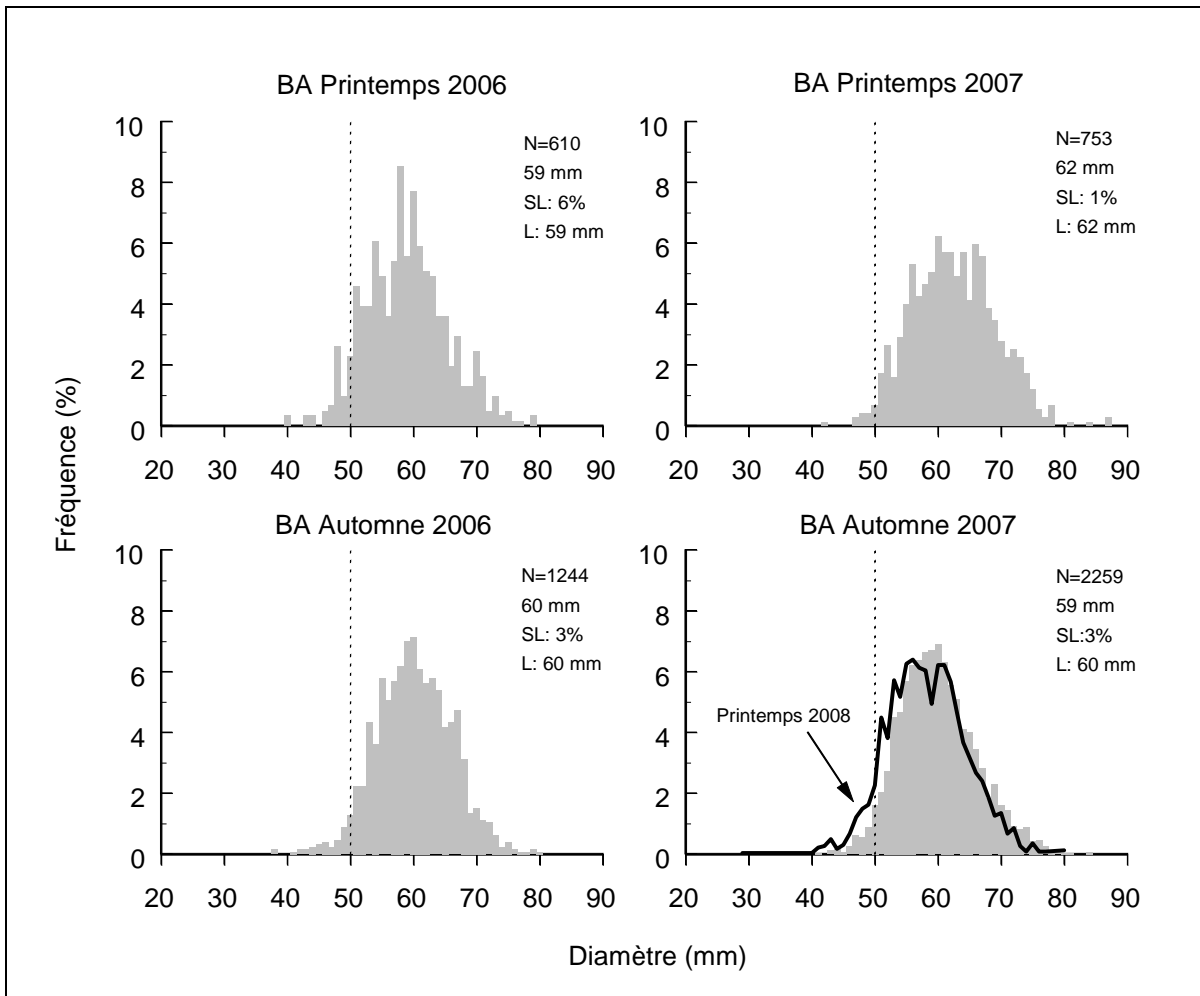 BA Printemps 2006
10
8
6
4
2
0
20 30 40 50 60 70 80 90
N=610
59 mm
SL: 6%
L: 59 mm
BA Printemps 2007
10
8
6
4
2
0
20 30 40 50 60 70 80 90
N=753
62 mm
SL: 1%
L: 62 mm
Fréquence (%)
BA Automne 2006
10
8
6
4
2
0
20 30 40 50 60 70 80 90
N=1244
60 mm
SL: 3%
L: 60 mm
BA Automne 2007
10
8
6
4
2
0
20 30 40 50 60 70 80 90
N=2259
59 mm
SL:3%
L: 60 mm
Printemps 2008
Diamètre (mm)